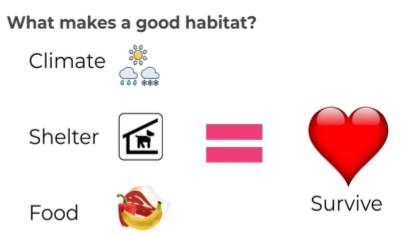 What makes a good habitat?
Climate
Shelter
Food
Survive